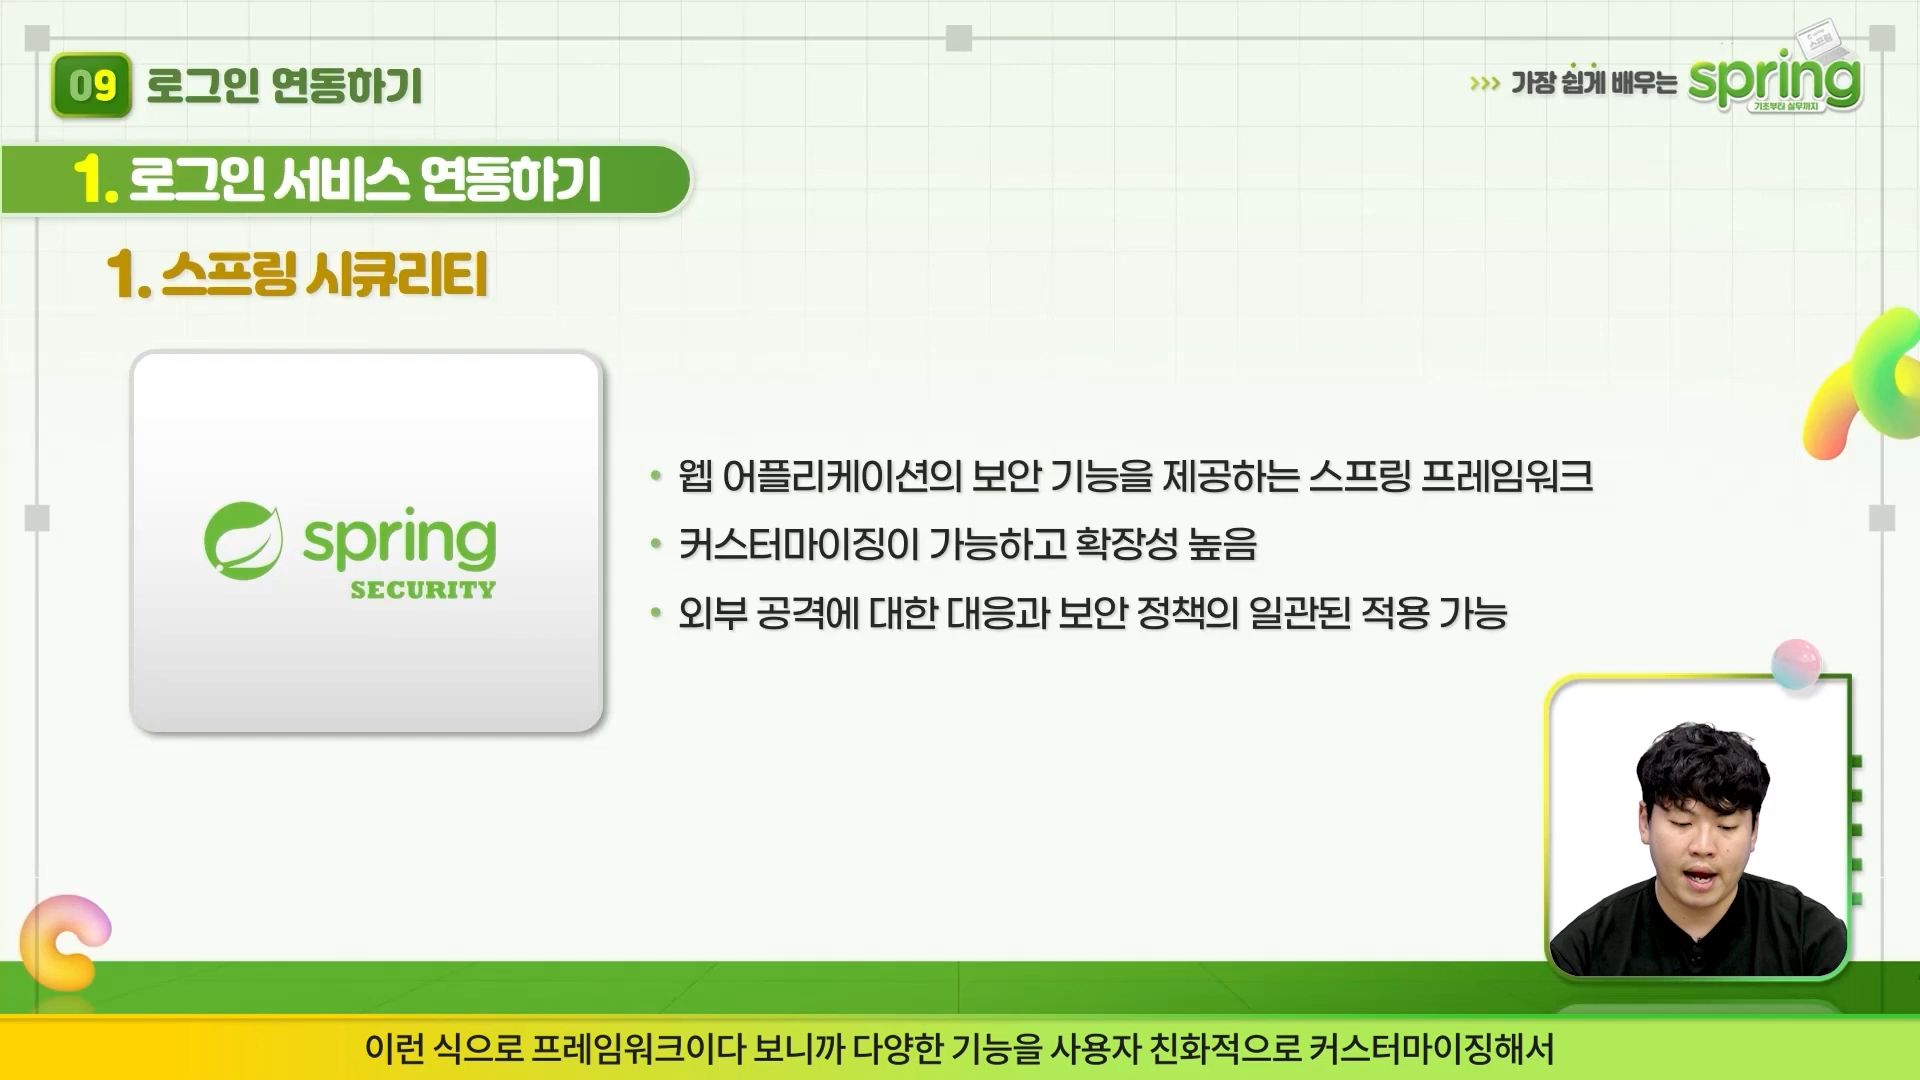 09 로그인 연동하기
>>> 가장 쉽게 배우는 spring
스프링
기초부터 실무까지
1. 로그인 서비스 연동하기
1. 스프링 시큐리티
spring
SECURITY
• 웹 어플리케이션의 보안 기능을 제공하는 스프링 프레임워크
• 커스터마이징이 가능하고 확장성 높음
• 외부 공격에 대한 대응과 보안 정책의 일관된 적용 가능
이런 식으로 프레임워크이다 보니까 다양한 기능을 사용자 친화적으로 커스터마이징해서